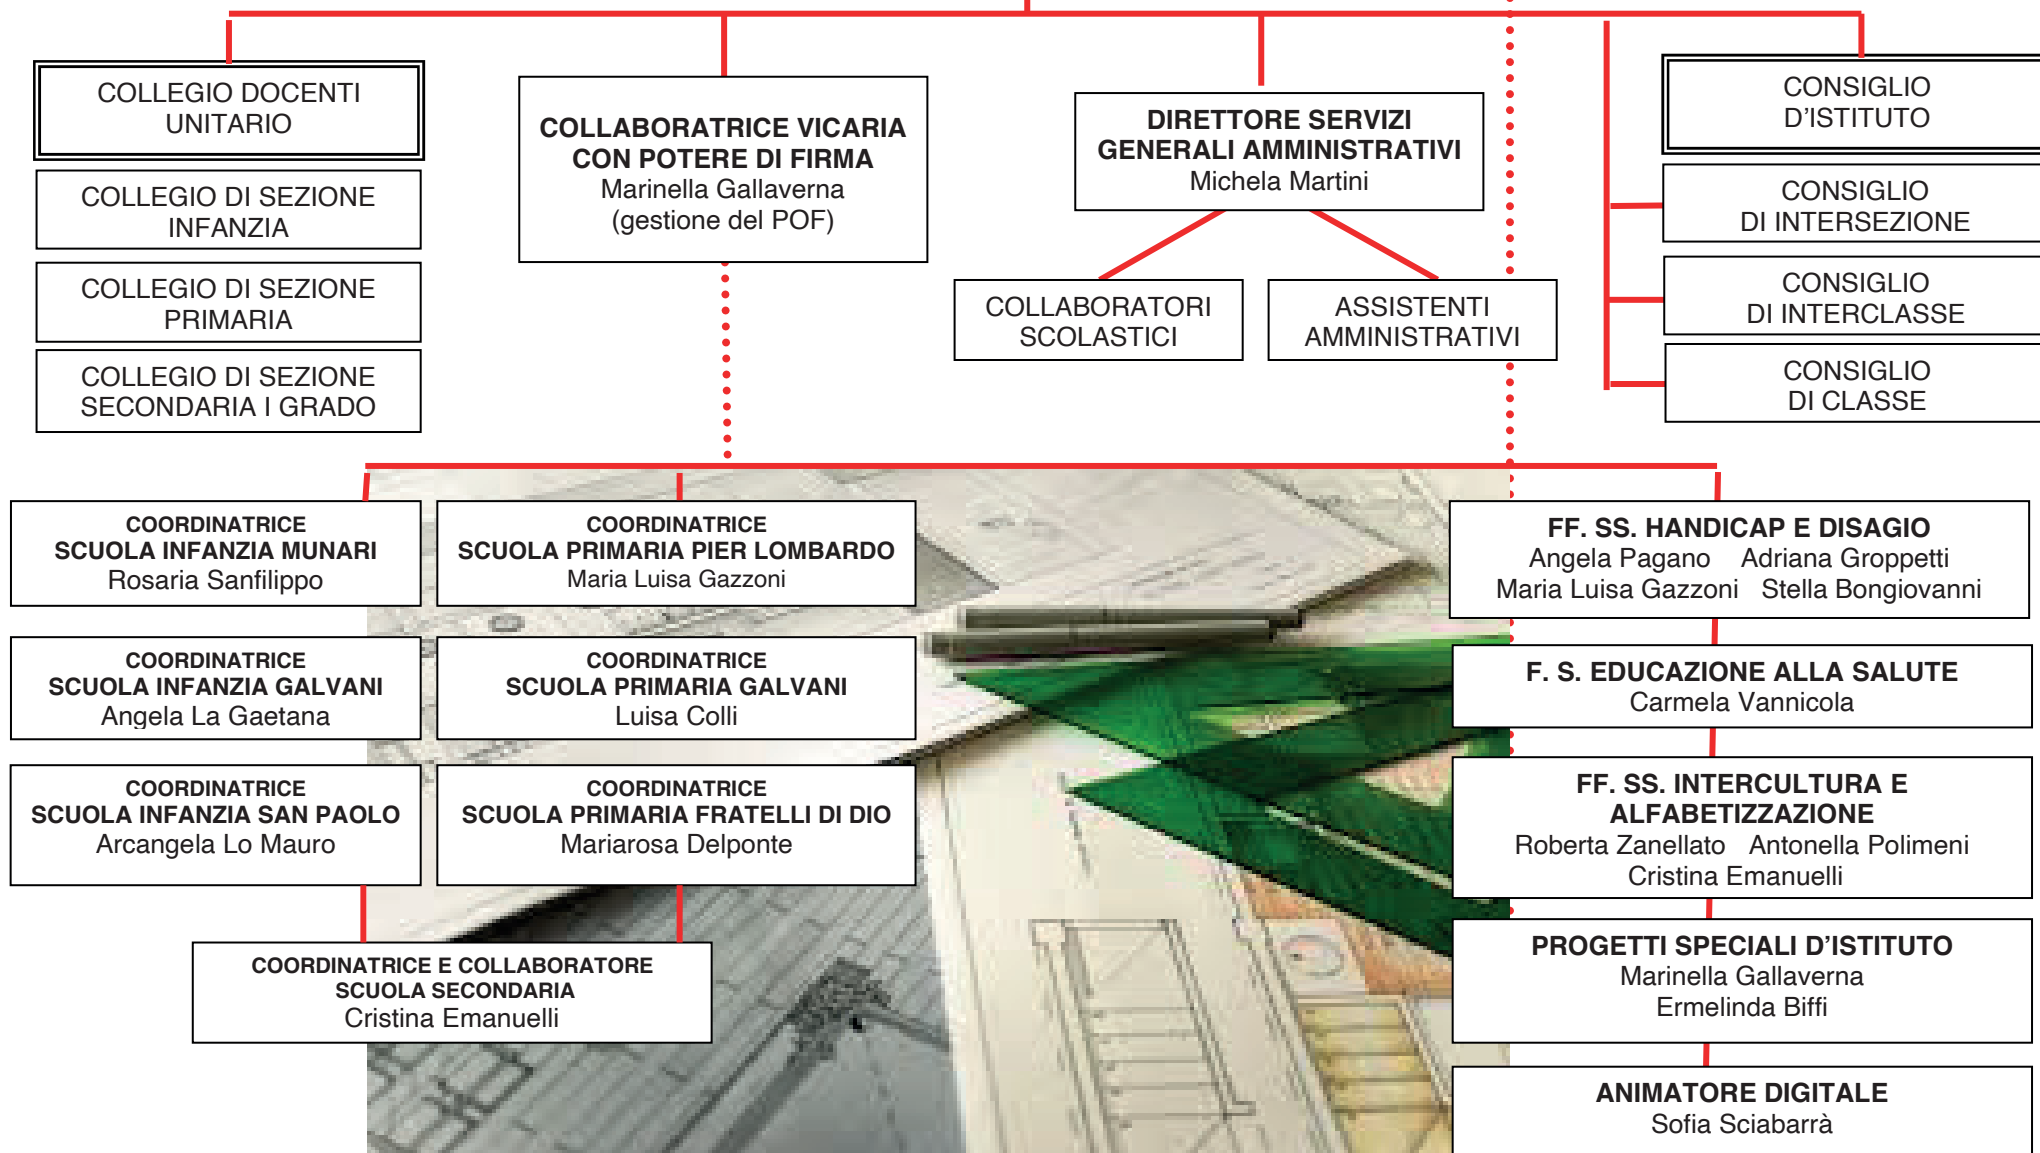 COLLEGIO DOCENTI
UNITARIO
COLLEGIO DI SEZIONE
INFANZIA
COLLEGIO DI SEZIONE
PRIMARIA
COLLEGIO DI SEZIONE
SECONDARIA I GRADO
COLLABORATRICE VICARIA
CON POTERE DI FIRMA
Marinella Gallaverna
(gestione del POF)
DIRETTORE SERVIZI
GENERALI AMMINISTRATIVI
Michela Martini
COLLABORATORI
SCOLASTICI
ASSISTENTI
AMMINISTRATIVI
CONSIGLIO
D'ISTITUTO
CONSIGLIO
DI INTERSEZIONE
CONSIGLIO
DI INTERCLASSE
CONSIGLIO
DI CLASSE
COORDINATRICE
SCUOLA INFANZIA MUNARI
Rosaria Sanfilippo
COORDINATRICE
SCUOLA PRIMARIA PIER LOMBARDO
Maria Luisa Gazzoni
COORDINATRICE
SCUOLA INFANZIA GALVANI
Angela La Gaetana
COORDINATRICE
SCUOLA PRIMARIA GALVANI
Luisa Colli
COORDINATRICE
SCUOLA INFANZIA SAN PAOLO
Arcangela Lo Mauro
COORDINATRICE
SCUOLA PRIMARIA FRATELLI DI DIO
Mariarosa Delponte
COORDINATRICE E COLLABORATORE
SCUOLA SECONDARIA
Cristina Emanuelli
FF. SS. HANDICAP E DISAGIO
Angela Pagano Adriana Groppetti
Maria Luisa Gazzoni Stella Bongiovanni
F. S. EDUCAZIONE ALLA SALUTE
Carmela Vannicola
FF. SS. INTERCULTURA E
ALFABETIZZAZIONE
Roberta Zanellato Antonella Polimeni
Cristina Emanuelli
PROGETTI SPECIALI D'ISTITUTO
Marinella Gallaverna
Ermelinda Biffi
ANIMATORE DIGITALE
Sofia Sciabarrà